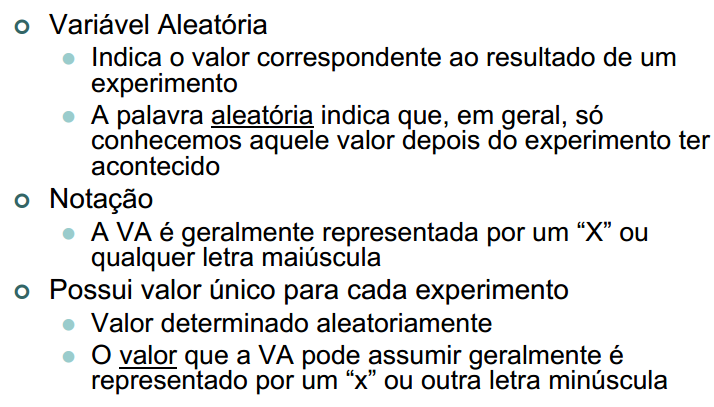 Variável Aleatória
Indica o valor correspondente ao resultado de um
experimento
A palavra aleatória indica que, em geral, só
conhecemos aquele valor depois do experimento ter
acontecido
Notação
A VA é geralmente representada por um “X” ou
qualquer letra maiúscula
Possui valor único para cada experimento
Valor determinado aleatoriamente
O valor que a VA pode assumir geralmente é
representado por um “x” ou outra letra minúscula